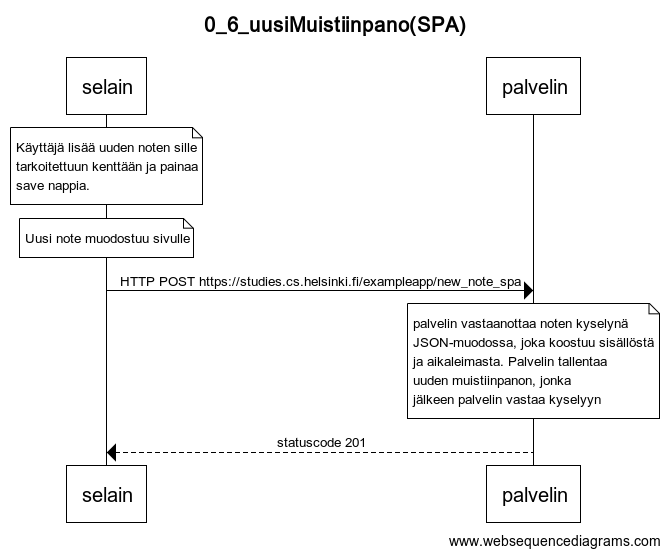 0_6_uusiMuistiinpano(SPA)
selain
palvelin
Käyttäjä lisää uuden noten sille
tarkoitettuun kenttään ja painaa
save nappia.
Uusi note muodostuu sivulle
HTTP POST https://studies.cs.helsinki.fi/exampleapp/new_note_spa
palvelin vastaanottaa noten kyselynä
JSON-muodossa, joka koostuu sisällöstä
ja aikaleimasta. Palvelin tallentaa
uuden muistiinpanon, jonka
jälkeen palvelin vastaa kyselyyn
statuscode 201
selain
palvelin
www.websequencediagrams.com